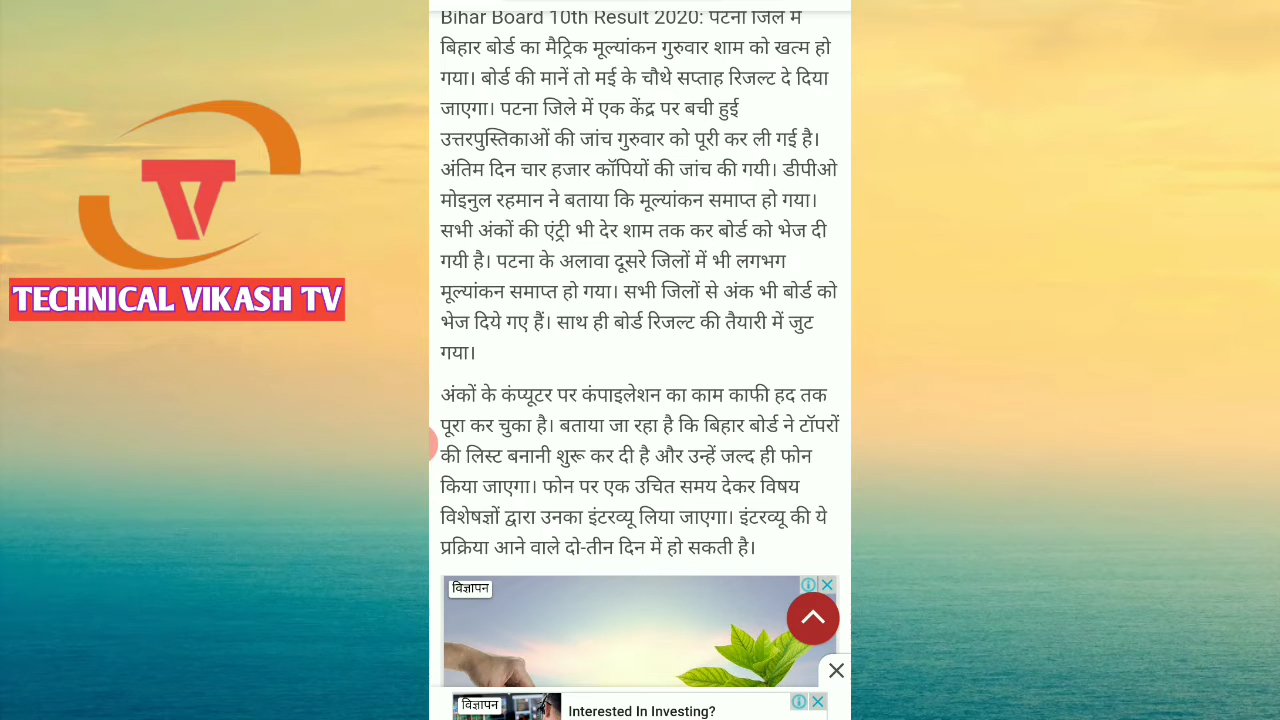 Bihar Board 10th Result 2020: पटना जिले में
बिहार बोर्ड का मैट्रिक मूल्यांकन गुरुवार शाम को खत्म हो
गया। बोर्ड की मानें तो मई के चौथे सप्ताह रिजल्ट दे दिया
जाएगा। पटना जिले में एक केंद्र पर बची हुई
उत्तरपुस्तिकाओं की जांच गुरुवार को पूरी कर ली गई है।
अंतिम दिन चार हजार कॉपियों की जांच की गयी। डीपीओ
मोइनुल रहमान ने बताया कि मूल्यांकन समाप्त हो गया।
सभी अंकों की एंट्री भी देर शाम तक कर बोर्ड को भेज दी
गयी है। पटना के अलावा दूसरे जिलों में भी लगभग
मूल्यांकन समाप्त हो गया। सभी जिलों से अंक भी बोर्ड को
भेज दिये गए हैं। साथ ही बोर्ड रिजल्ट की तैयारी में जुट
गया।
अंकों के कंप्यूटर पर कंपाइलेशन का काम काफी हद तक
पूरा कर चुका है। बताया जा रहा है कि बिहार बोर्ड ने टॉपरों
की लिस्ट बनानी शुरू कर दी है और उन्हें जल्द ही फोन
किया जाएगा। फोन पर एक उचित समय देकर विषय
विशेषज्ञों द्वारा उनका इंटरव्यू लिया जाएगा। इंटरव्यू की ये
प्रक्रिया आने वाले दो-तीन दिन में हो सकती है।
विज्ञापन
विज्ञापन
Interested In Investing?
TV
TECHNICAL VIKASH TV